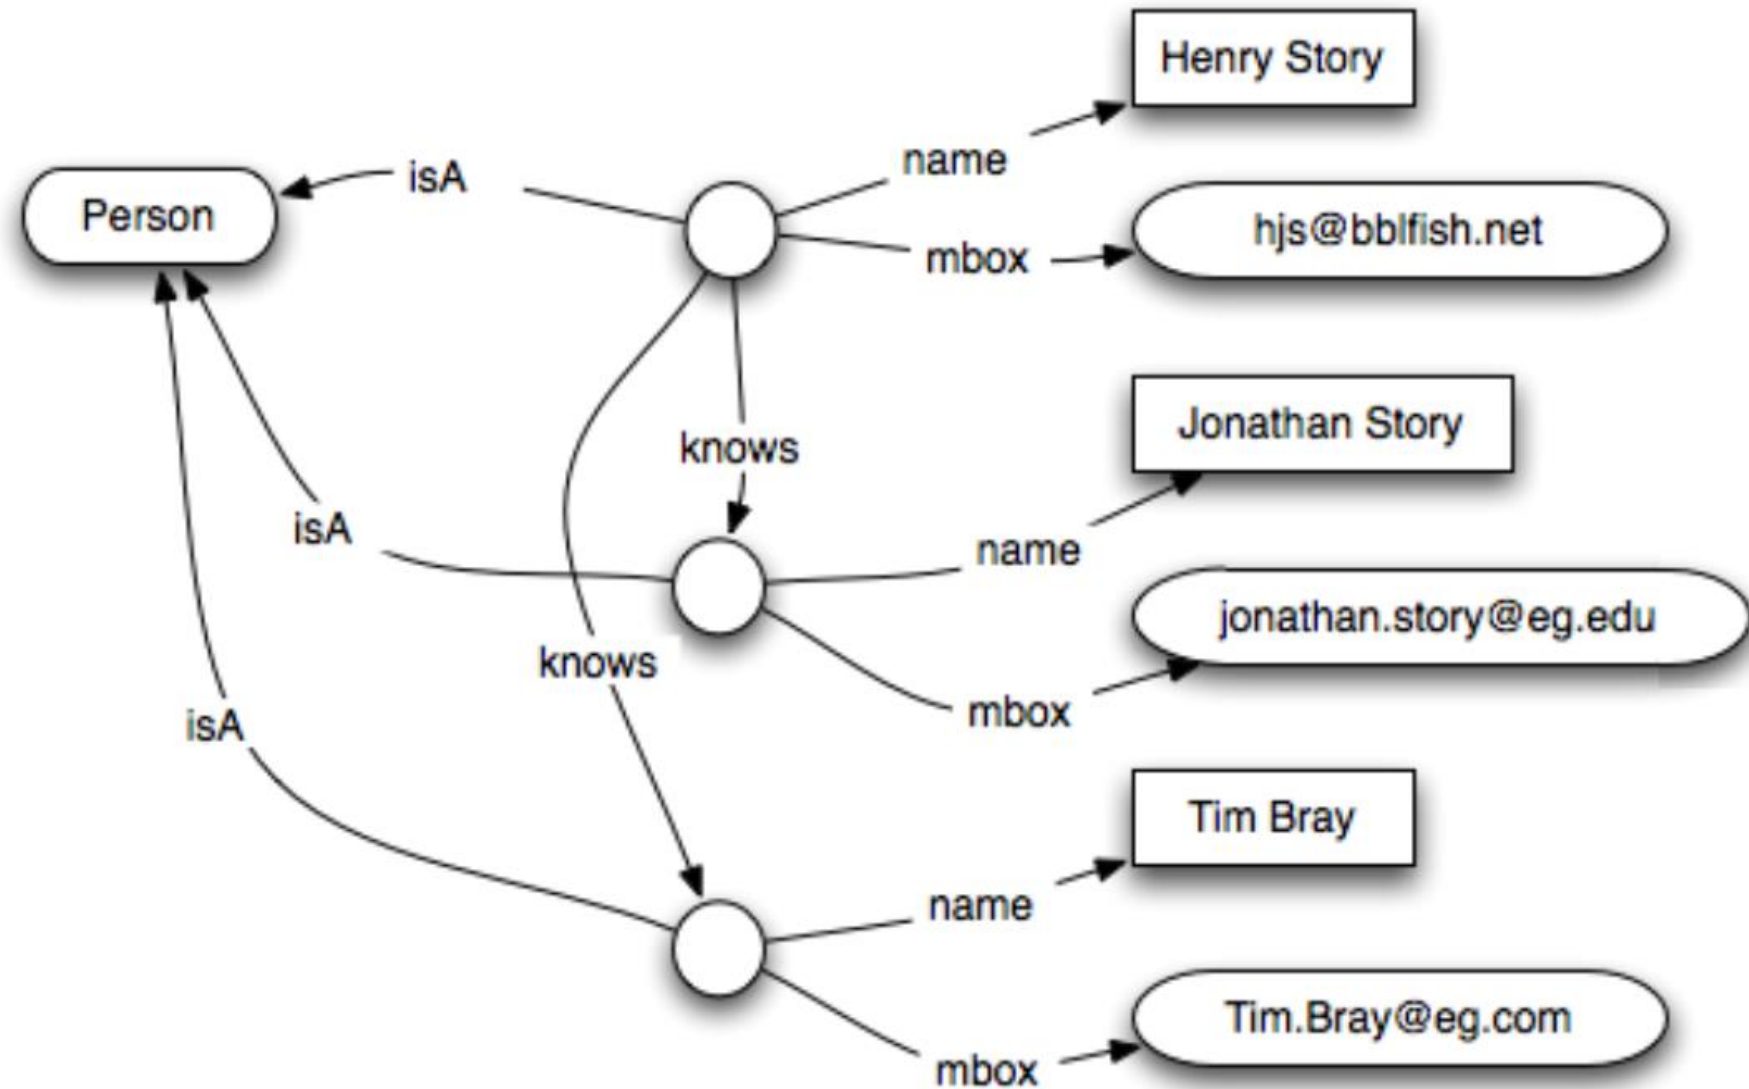 Henry Story
name
isA
Person
hjs@bblfish.net
mbox
Jonathan Story
knows
isA
name
jonathan.story@eg.edu
knows
mbox
isA
Tim Bray
name
Tim.Bray@eg.com
mbox